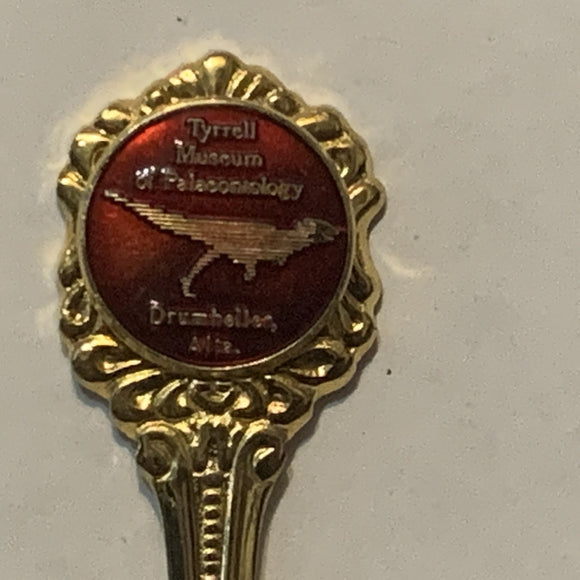 Tyrrell
Museum
of Palaeontology
Drumheller,
Alta.